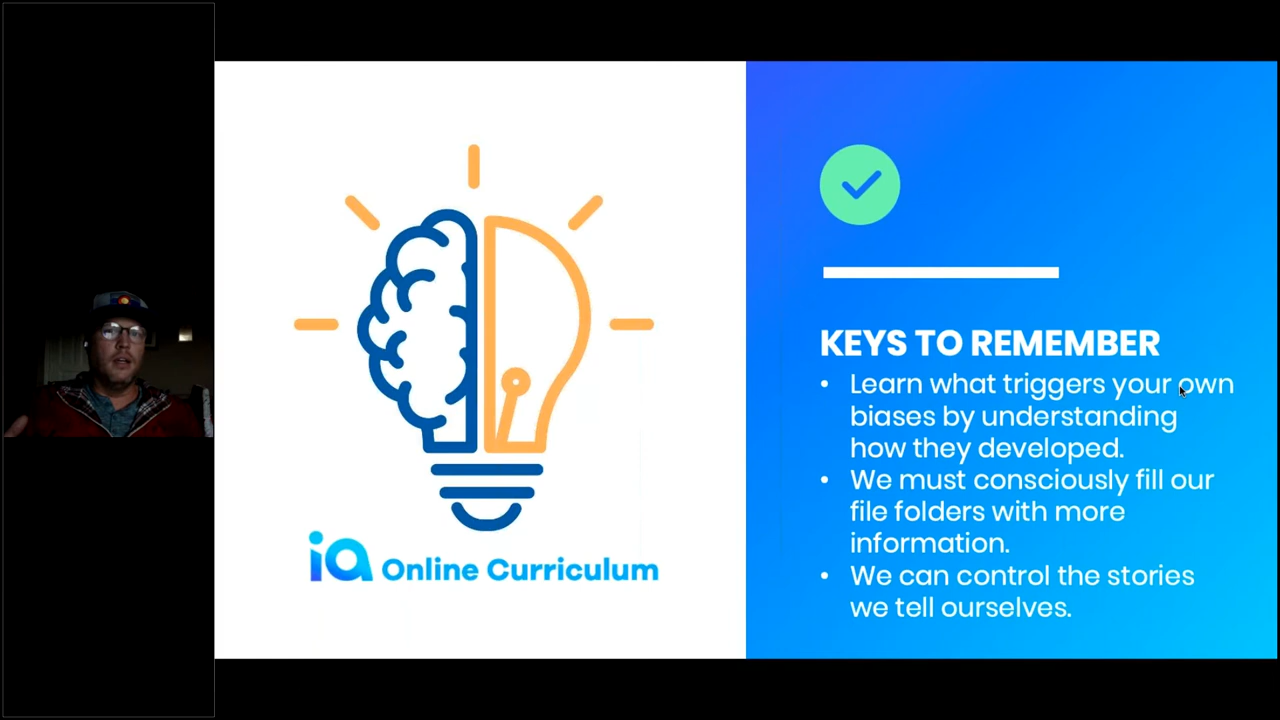 ia Online Curriculum
KEYS TO REMEMBER
• Learn what triggers your own
biases by understanding
how they developed.
• We must consciously fill our
file folders with more
information.
• We can control the stories
we tell ourselves.